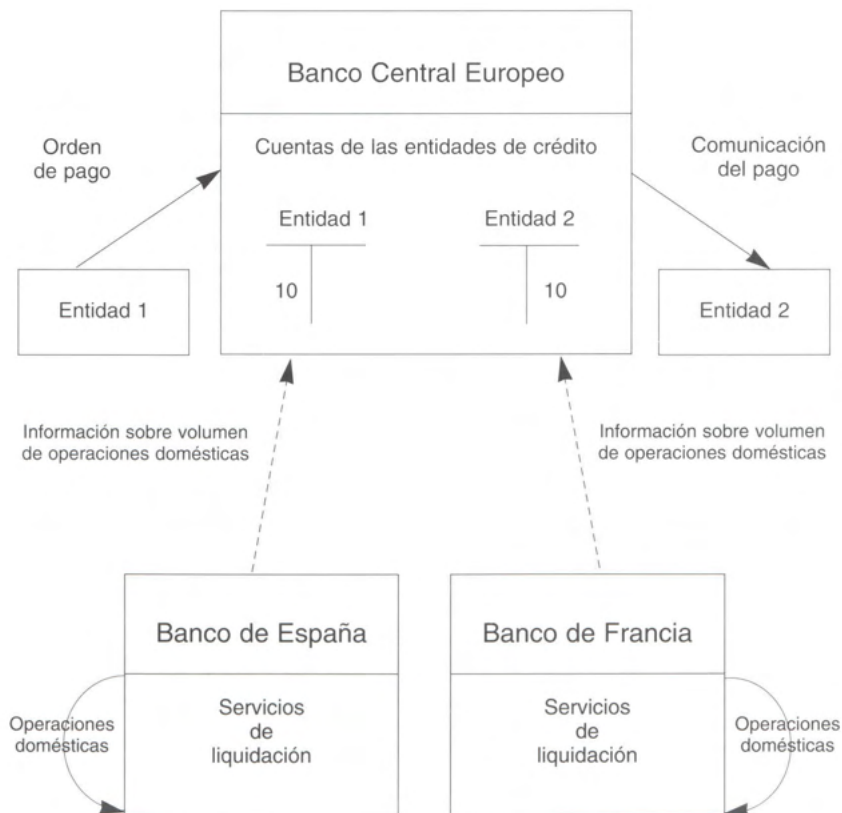 Banco Central Europeo
Orden
de pago
Cuentas de las entidades de crédito
Comunicación
del pago
Entidad 1
Entidad 2
10
10
Entidad 1
Entidad 2
Información sobre volumen
de operaciones domésticas
Información sobre volumen
de operaciones domésticas
Banco de España
Banco de Francia
Operaciones
domésticas
Servicios
de
liquidación
Servicios
de
liquidación
Operaciones
domésticas